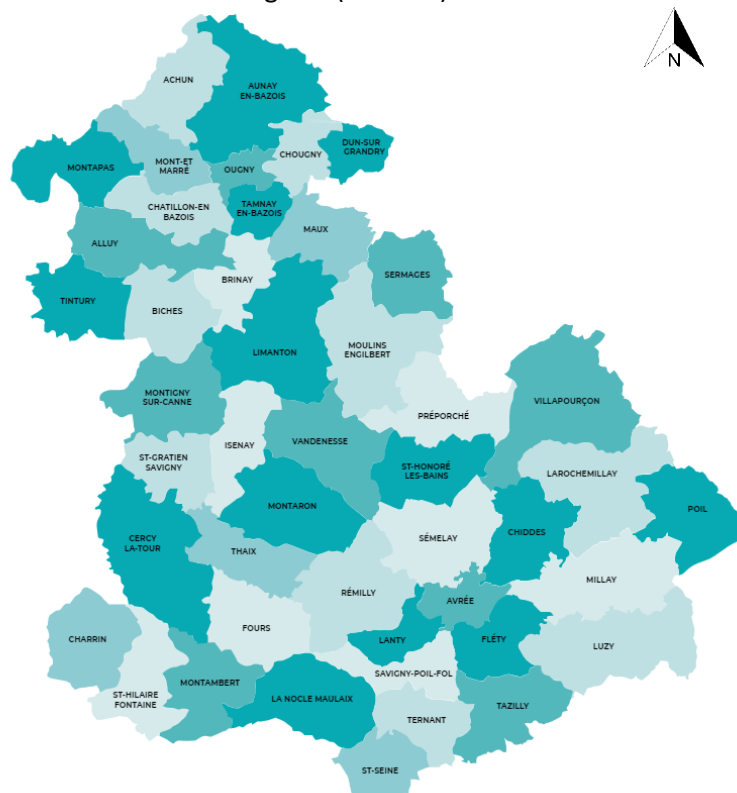 N
ACHUN
AUNAY
EN-BAZOIS
DUN-SUR
GRANDRY
CHOUGNY
MONT-ET
MARRÉ
MONTAPAS
OUGNY
CHATILLON-EN
BAZOIS
TAMNAY
EN-BAZOIS
MAUX
ALLUY
SERMAGES
BRINAY
TINTURY
BICHES
LIMANTON
MOULINS
ENGILBERT
MONTIGNY
SUR-CANNE
VILLAPOURÇON
PRÉPORCHÉ
ISENAY
VANDENESSE
ST-GRATIEN
SAVIGNY
ST-HONORÉ
LES-BAINS
LAROCHEMILLAY
MONTARON
POIL
CERCY
LA-TOUR
SÉMELAY
CHIDDES
THAIX
MILLAY
RÉMILLY
AVRÉE
FOURS
CHARRIN
LANTY
FLÉTY
LUZY
SAVIGNY-POIL-FOL
MONTAMBERT
ST-HILAIRE
FONTAINE
LA NOCLE MAULAIX
TAZILLY
TERNANT
ST-SEINE